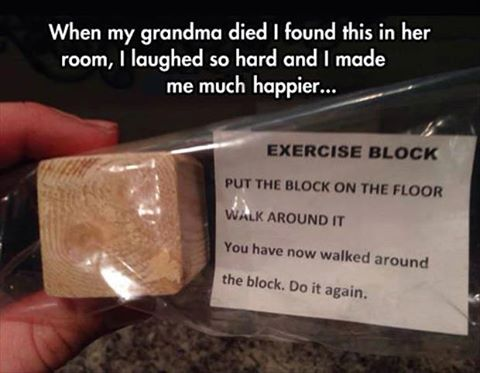 When my grandma died I found this in her
room, I laughed so hard and I made
me much happier...
EXERCISE BLOCK
PUT THE BLOCK ON THE FLOOR
WALK AROUND IT
You have now walked around
the block. Do it again.